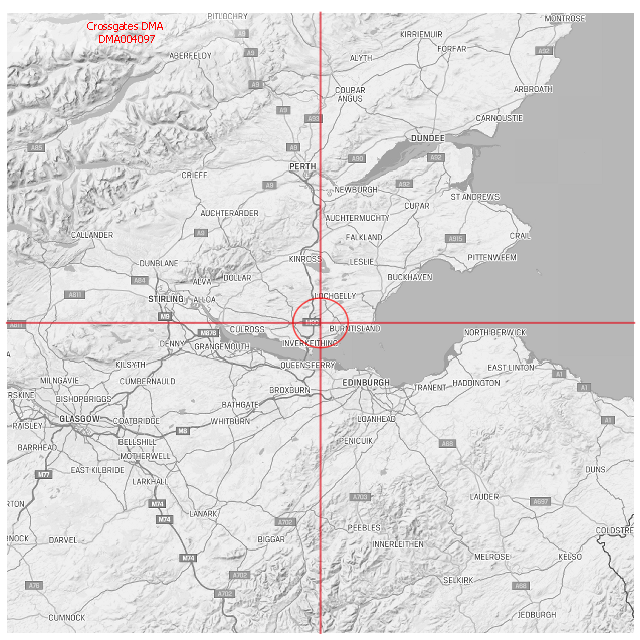 PITLOCHRY
MONTROSE
Crossgates DMA
DMA004097
A9
KIRRIEMUIR
FORFAR
A9
A92
ABERFELDY
ALYTH
A9
COUPAR
ANGUS
ARBROATH
A9
A93
CARNOUSTIE
DUNDEE
A85
A9
A90
A92
PERTH
CRIEFF
A9
NEWBURGH
A92
ST ANDREWS
AUCHTERARDER
CUPAR
AUCHTERMUCHTY
CALLANDER
A9
FALKLAND
A915
CRAIL
DUNBLANE
KINROSS
LESLIE
PITTENWEEM
A84
ALVA
DOLLAR
BUCKHAVEN
A811
STIRLING
ALLOA
LOCHGELLY
A811
M9
CULROSS
BURNTISLAND
M876
NORTH BERWICK
DENNY
GRANGEMOUTH
INVERKEITHING
KILSYTH
QUEENSFERRY
EAST LINTON
A1
MILNGAVIE
CUMBERNAULD
EDINBURGH
HADDINGTON
TRANENT
A1
ERSKINE
BISHOPBRIGGS
BROXBURN
BATHGATE
GLASGOW
COATBRIDGE
WHITBURN
LOANHEAD
A1
PAISLEY
M8
BELLSHILL
PENICUIK
A68
BARRHEAD
MOTHERWELL
M77
EAST KILBRIDE
DUNS
LARKHALL
A703
LAUDER
A697
M74
LANARK
M74
A702
PEEBLES
COLDSTRE
DARVEL
BIGGAR
INNERLEITHEN
M74
MELROSE
KELSO
A76
A702
SELKIRK
A68
A702
CUMNOCK
JEDBURGH